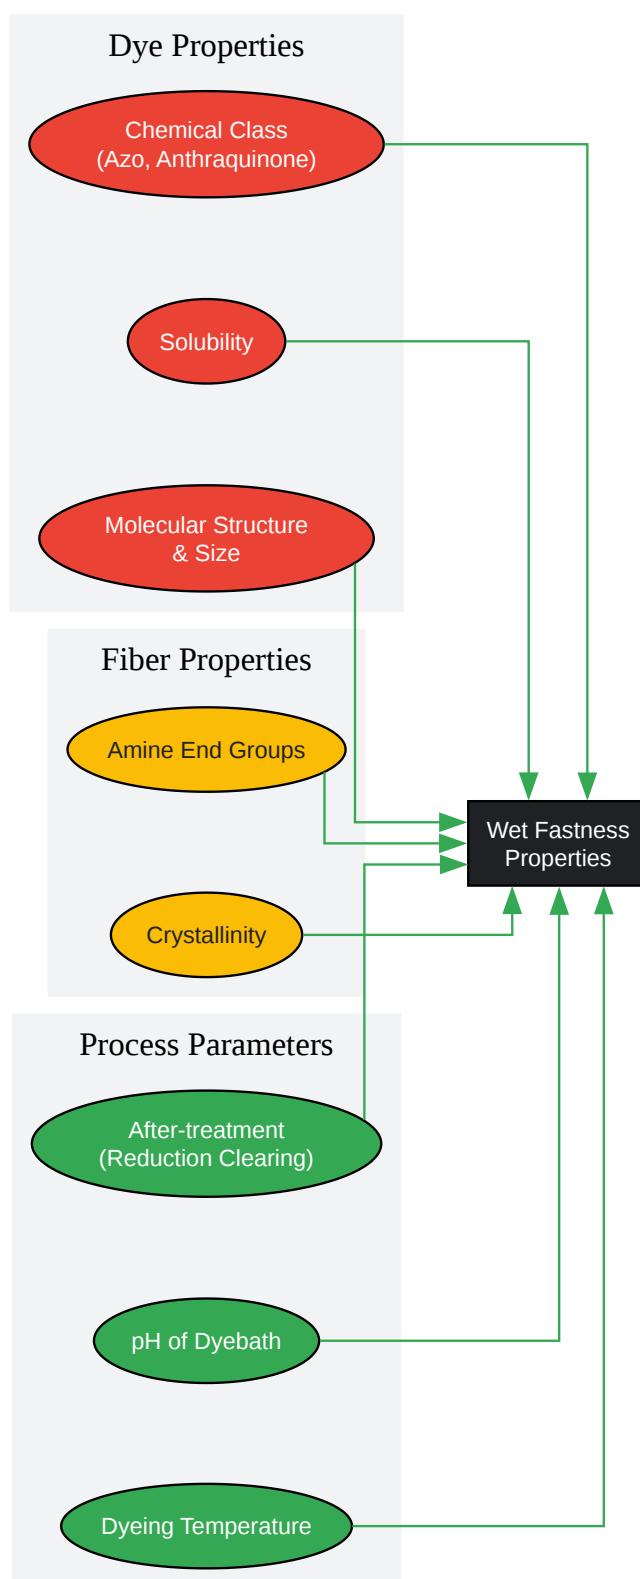 Dye Properties
Chemical Class
(Azo, Anthraquinone)
Solubility
Molecular Structure
& Size
Fiber Properties
Amine End Groups
Wet Fastness
Properties
Crystallinity
Process Parameters
After-treatment
(Reduction Clearing)
pH of Dyebath
Dyeing Temperature